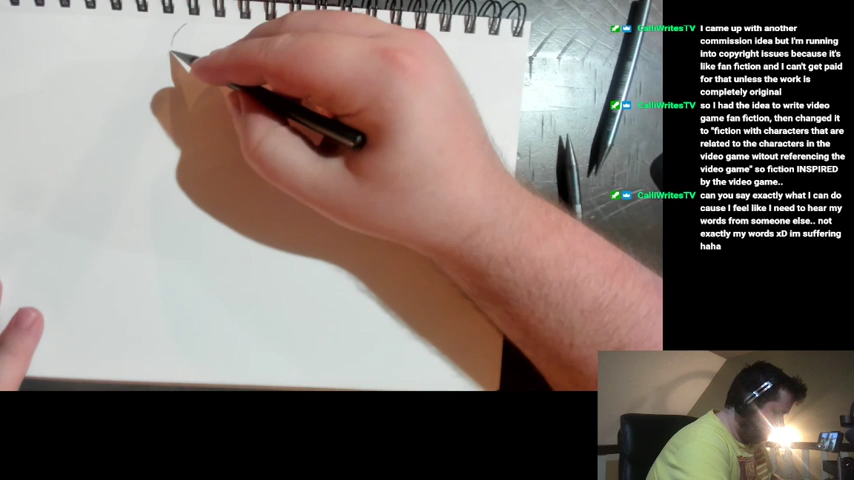 CalliWritesTV I came up with another
commission idea but I'm running
into copyright issues because it's
like fan fiction and I can't get paid
for that unless the work is
completely original
CalliWritesTV so I had the idea to write video
game fan fiction, then changed it
to "fiction with characters that are
related to the characters in the
video game witout referencing the
video game" so fiction INSPIRED
by the video game..
CalliWritesTV can you say exactly what I can do
cause I feel like I need to hear my
words from someone else.. not
exactly my words xD im suffering
haha